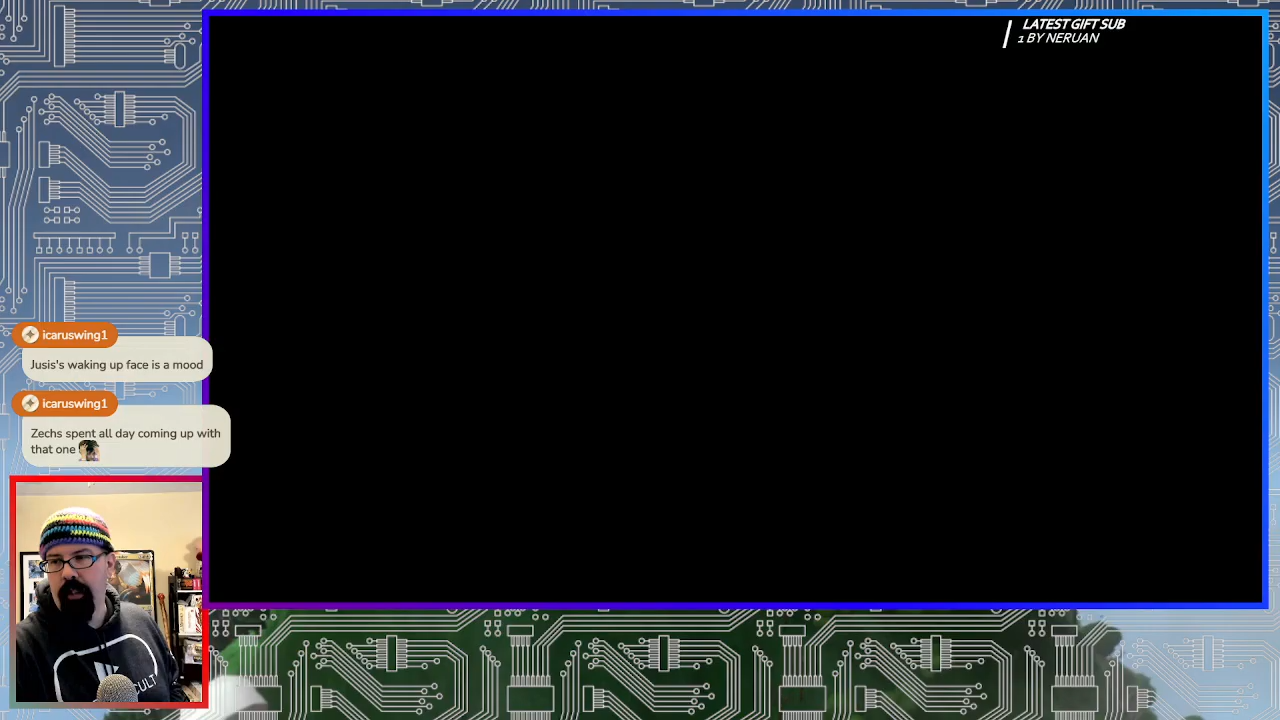 LATEST GIFT SUB
1 BY NERUAN
icaruswing1
Jusis's waking up face is a mood
icaruswing1
Zechs spent all day coming up with
that one
CULT